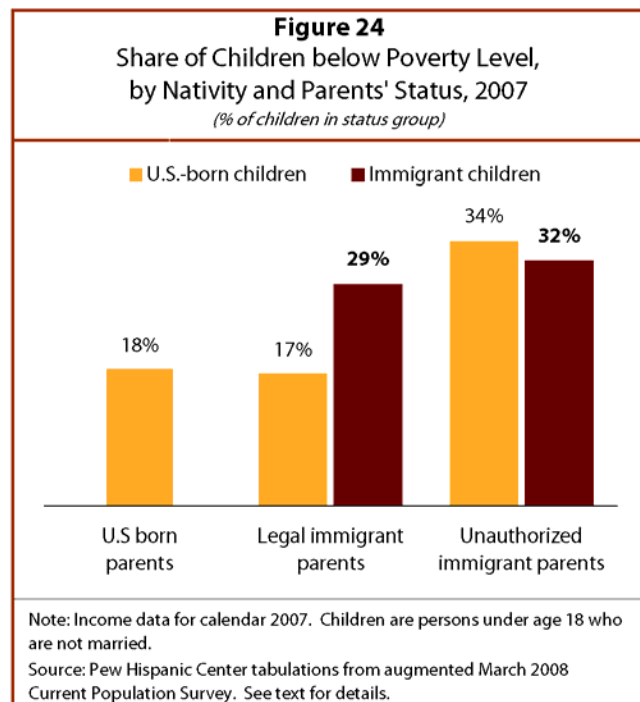 Figure 24
Share of Children below Poverty Level,
by Nativity and Parents' Status, 2007
(% of children in status group)
U.S.-born children
Immigrant children
18%
17%
29%
34%
32%
U.S born
parents
Legal immigrant
parents
Unauthorized
immigrant parents
Note: Income data for calendar 2007. Children are persons under age 18 who
are not married.
Source: Pew Hispanic Center tabulations from augmented March 2008
Current Population Survey. See text for details.